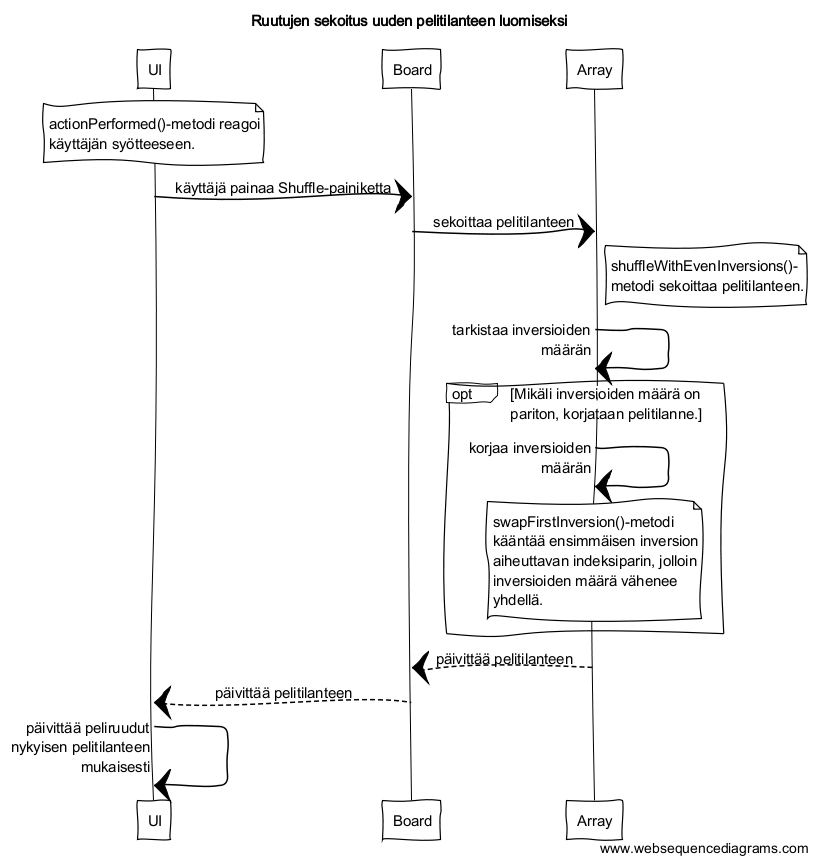 Ruutujen sekoitus uuden pelitilanteen luomiseksi
UI
Board
Array
actionPerformed()-metodi reagoi
käyttäjän syötteeseen.
käyttäjä painaa Shuffle-painiketta
sekoittaa pelitilanteen
shuffleWithEvenInversions()-
metodi sekoittaa pelitilanteen.
tarkistaa inversioiden
määrän
opt
[Mikäli inversioiden määrä on
pariton, korjataan pelitilanne.]
korjaa inversioiden
määrän
swapFirstInversion()-metodi
kääntää ensimmäisen inversion
aiheuttavan indeksiparin, jolloin
inversioiden määrä vähenee
yhdellä.
päivittää pelitilanteen
päivittää pelitilanteen
päivittää peliruudut
nykyisen pelitilanteen
mukaisesti
UI
Board
Array
www.websequencediagrams.com